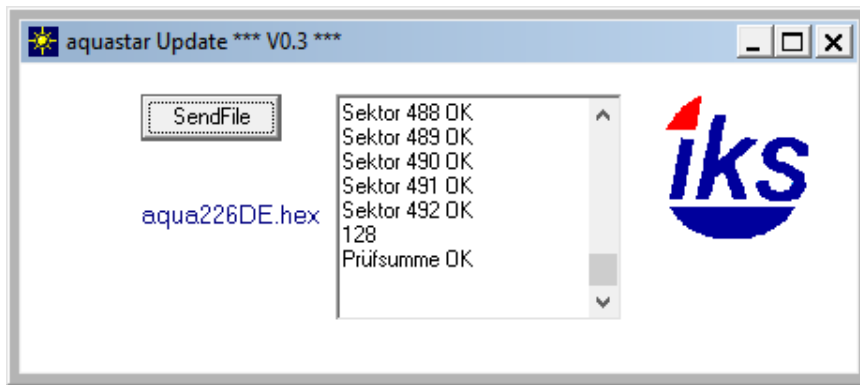 aquastar Update *** V0.3 ***
SendFile
aqua226DE.hex
Sektor 488 OK
Sektor 489 OK
Sektor 490 OK
Sektor 491 OK
Sektor 492 OK
128
Prüfsumme OK
iks